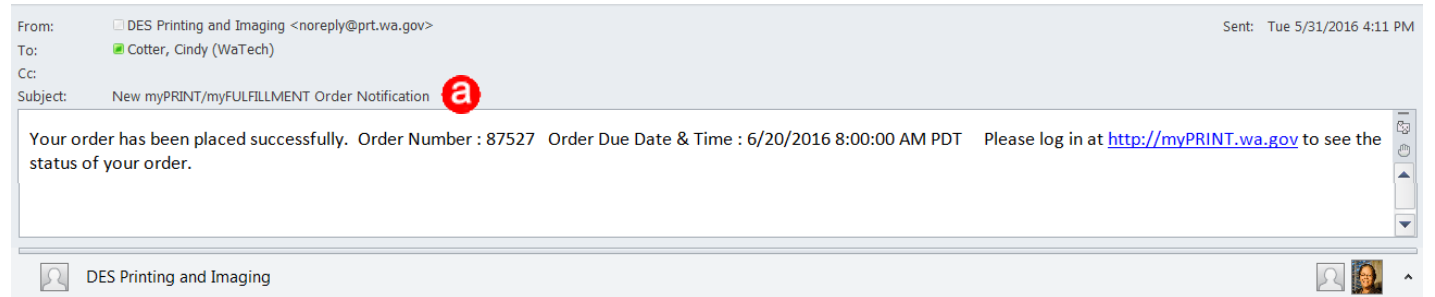 From: DES Printing and Imaging <noreply@prt.wa.gov> Sent: Tue 5/31/2016 4:11 PM
To: Cotter, Cindy (WaTech)
Cc:
Subject: New myPRINT/myFULFILLMENT Order Notification a
Your order has been placed successfully. Order Number : 87527 Order Due Date & Time : 6/20/2016 8:00:00 AM PDT Please log in at http://myPRINT.wa.gov to see the
status of your order.
DES Printing and Imaging